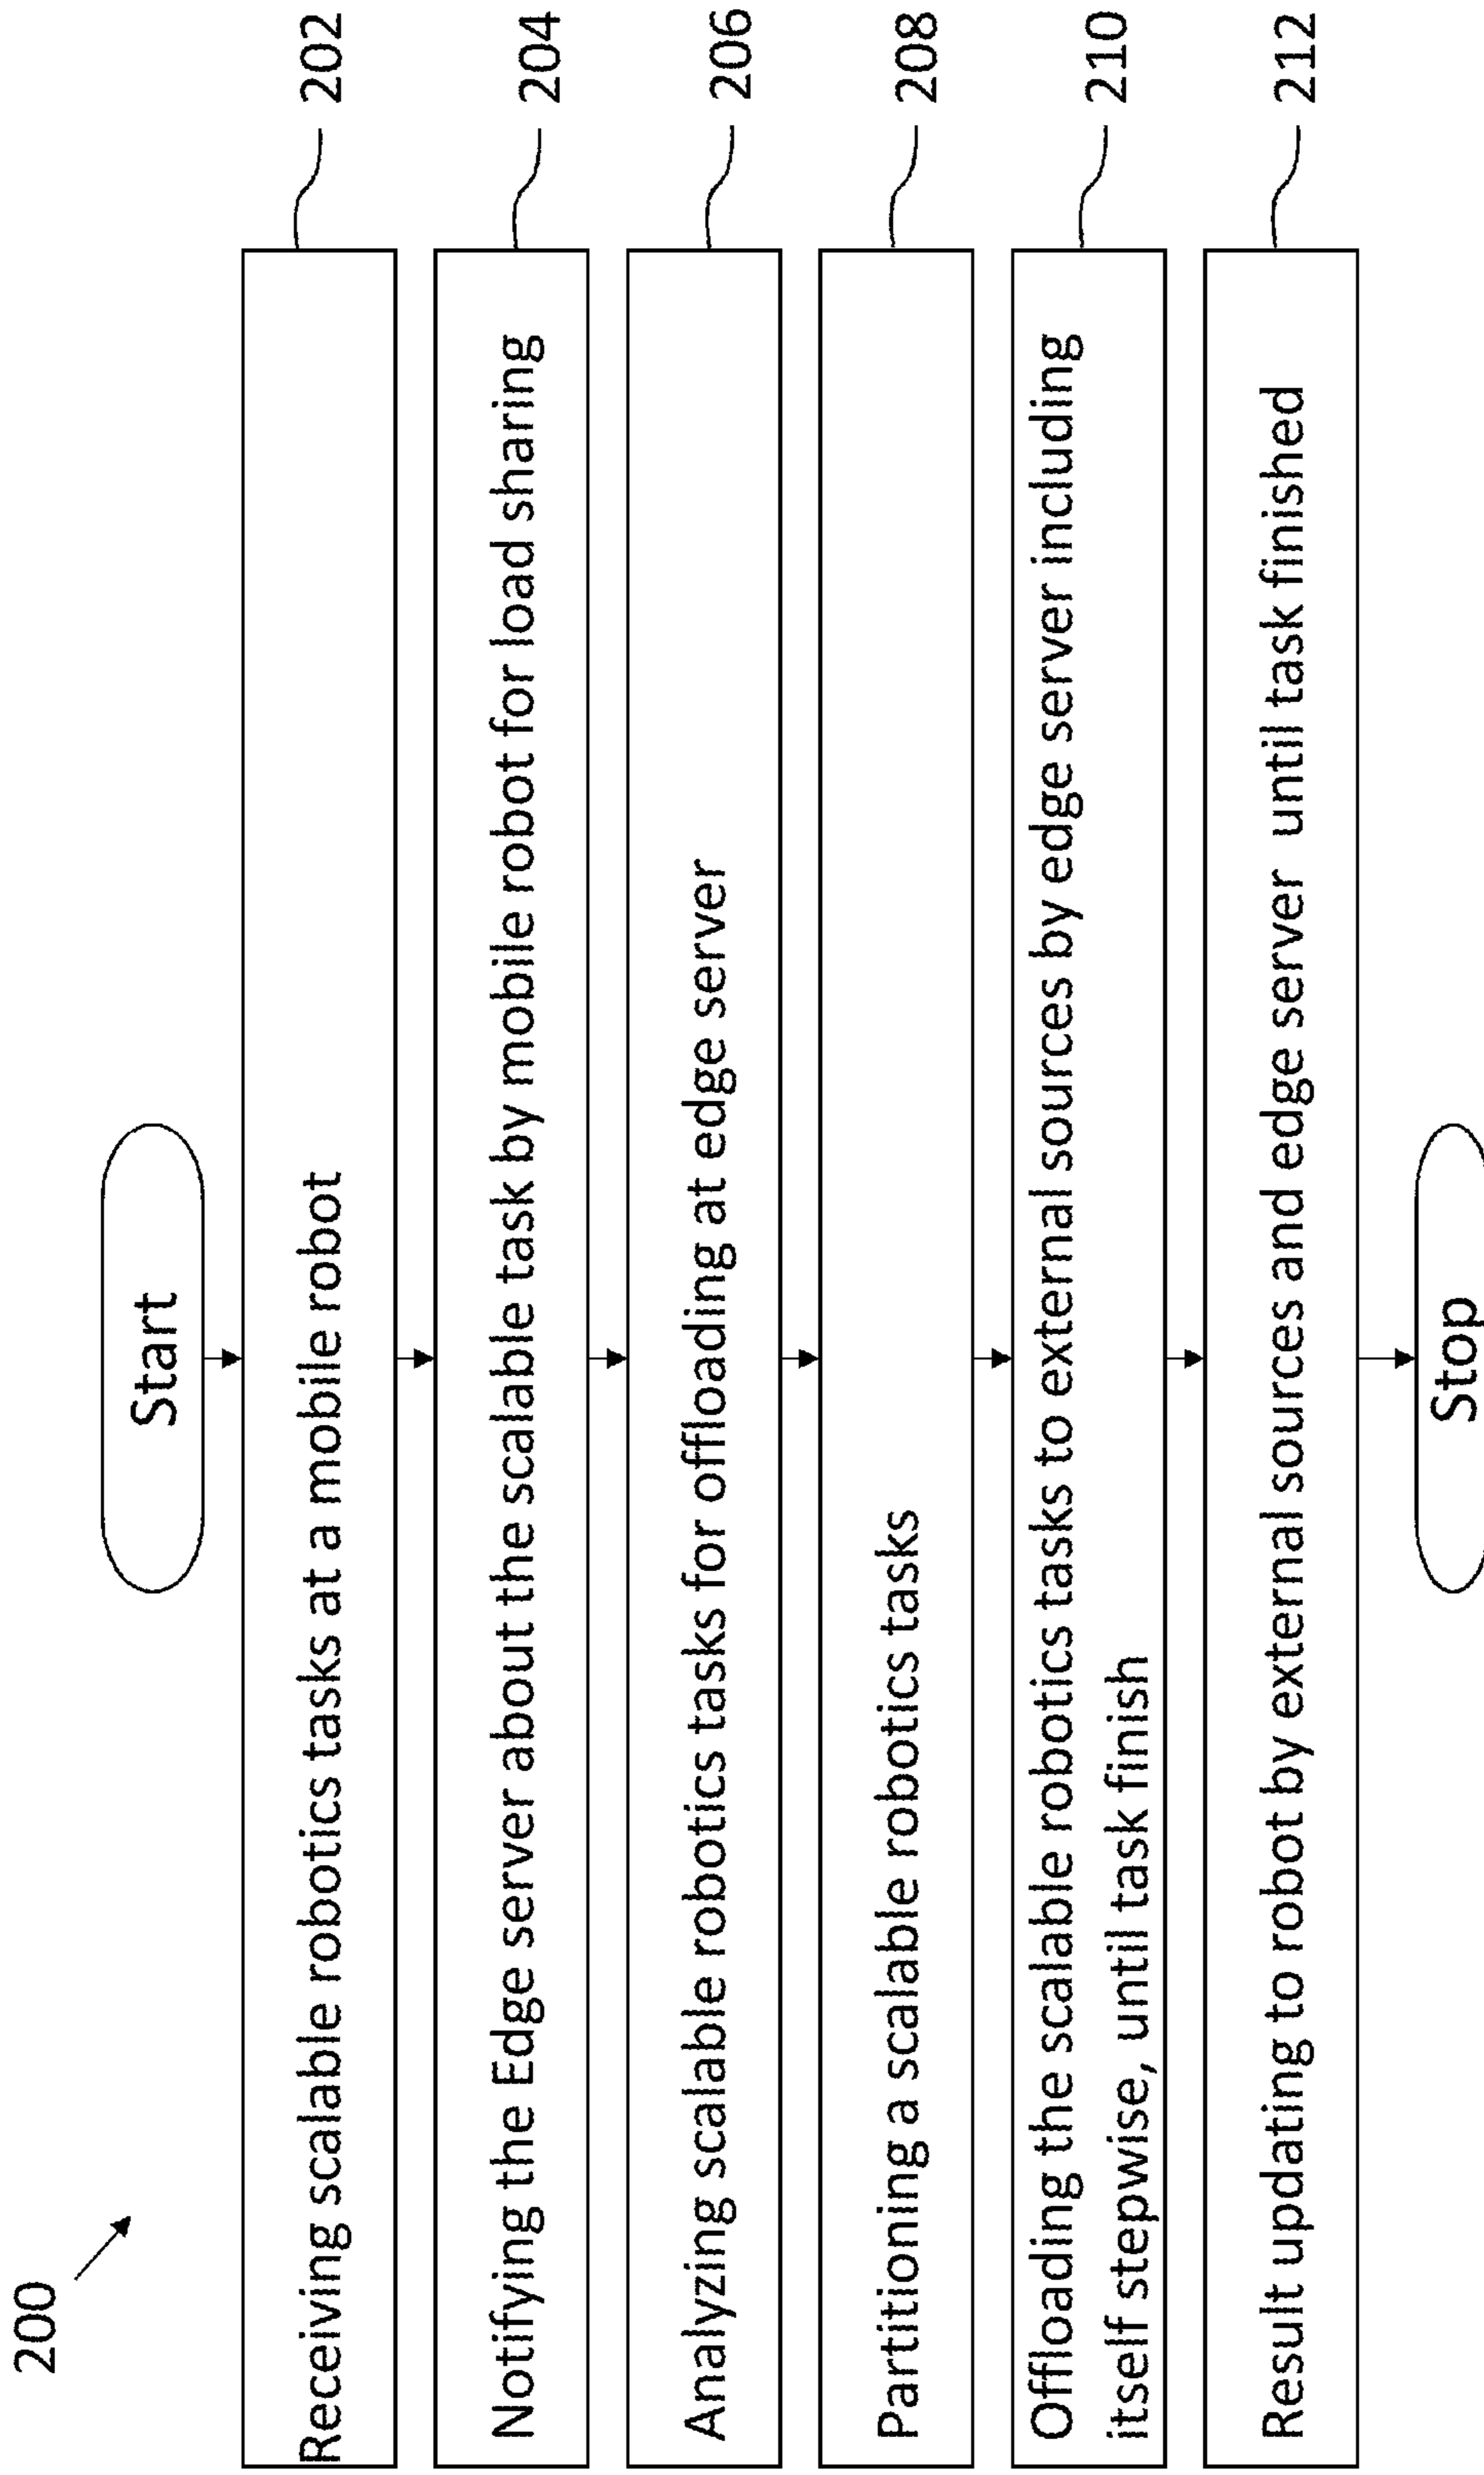 200
Start
Receiving scalable robotics tasks at a mobile robot
202
Notifying the Edge server about the scalable task by mobile robot for load sharing
204
Analyzing scalable robotics tasks for offloading at edge server
206
Partitioning a scalable robotics tasks
208
Offloading the scalable robotics tasks to external sources by edge server including
itself stepwise, until task finish
210
Result updating to robot by external sources and edge server until task finished
212
Stop